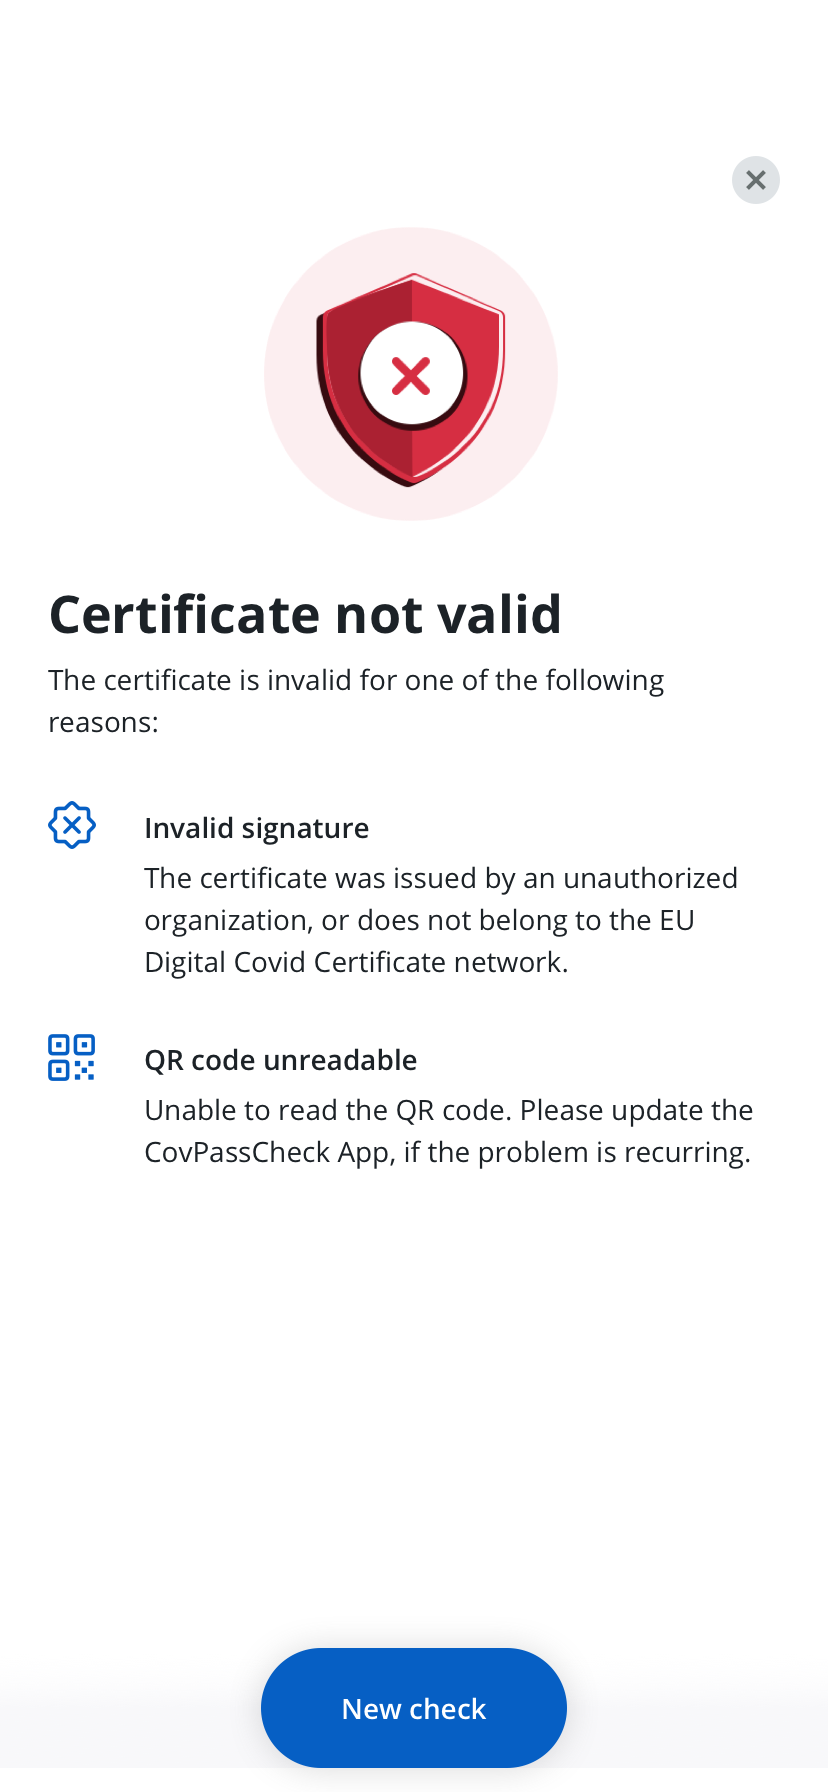 Certificate not valid
The certificate is invalid for one of the following
reasons:
Invalid signature
The certificate was issued by an unauthorized
organization, or does not belong to the EU
Digital Covid Certificate network.
QR code unreadable
Unable to read the QR code. Please update the
CovPassCheck App, if the problem is recurring.
New check